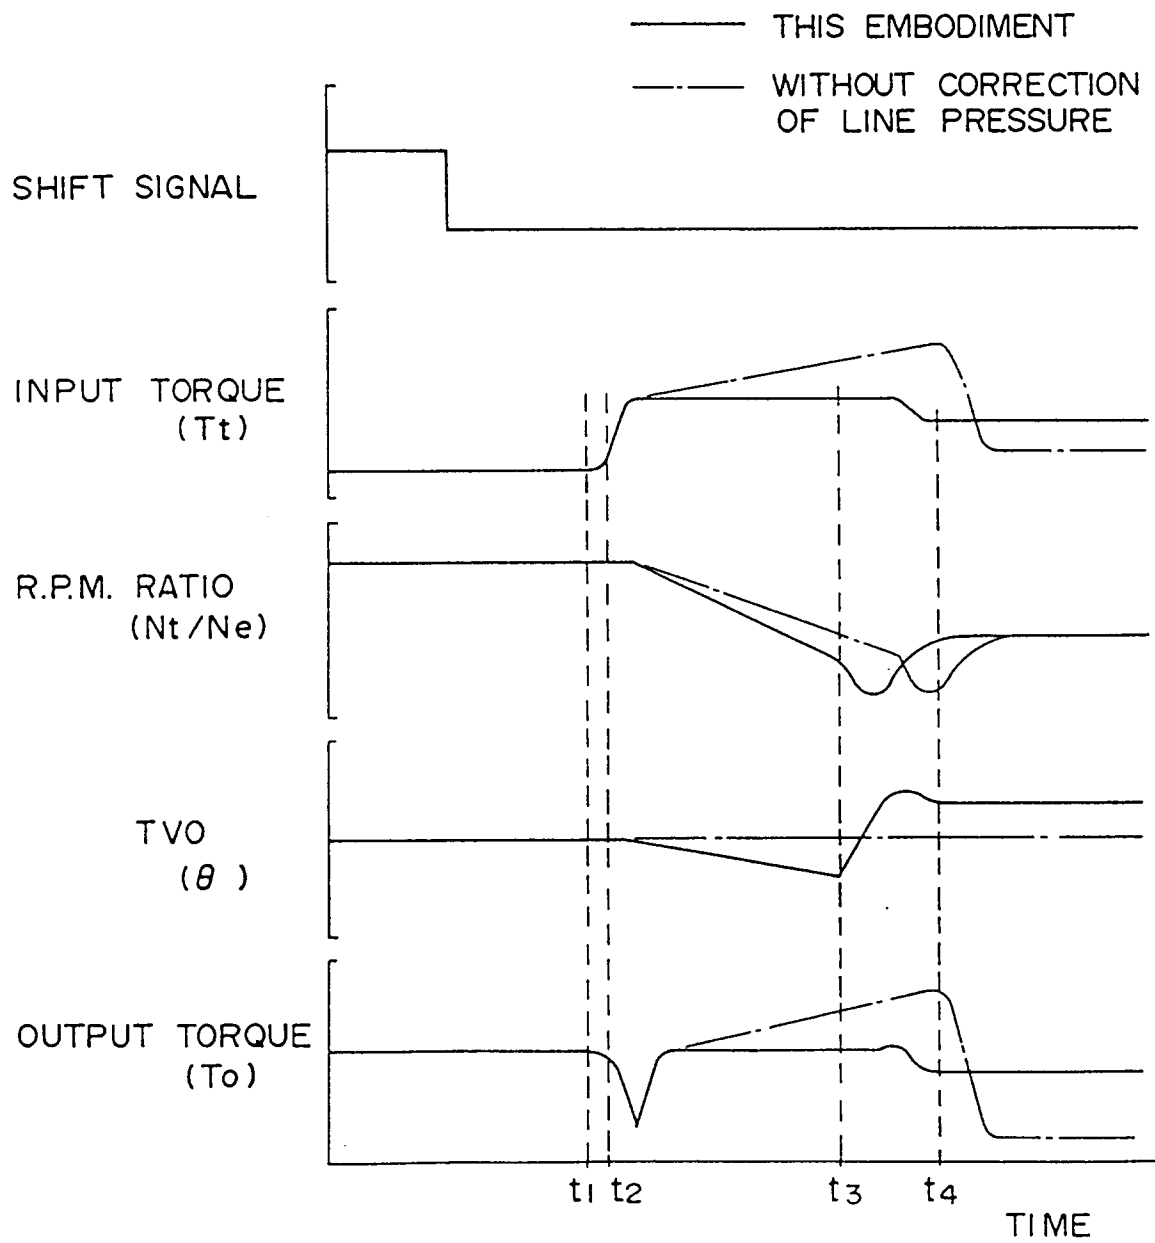 THIS EMBODIMENT
WITHOUT CORRECTION
OF LINE PRESSURE
SHIFT SIGNAL
INPUT TORQUE
(Tt)
R.P.M. RATIO
(Nt/Ne)
TVO
(θ)
OUTPUT TORQUE
(To)
t1 t2 t3 t4
TIME